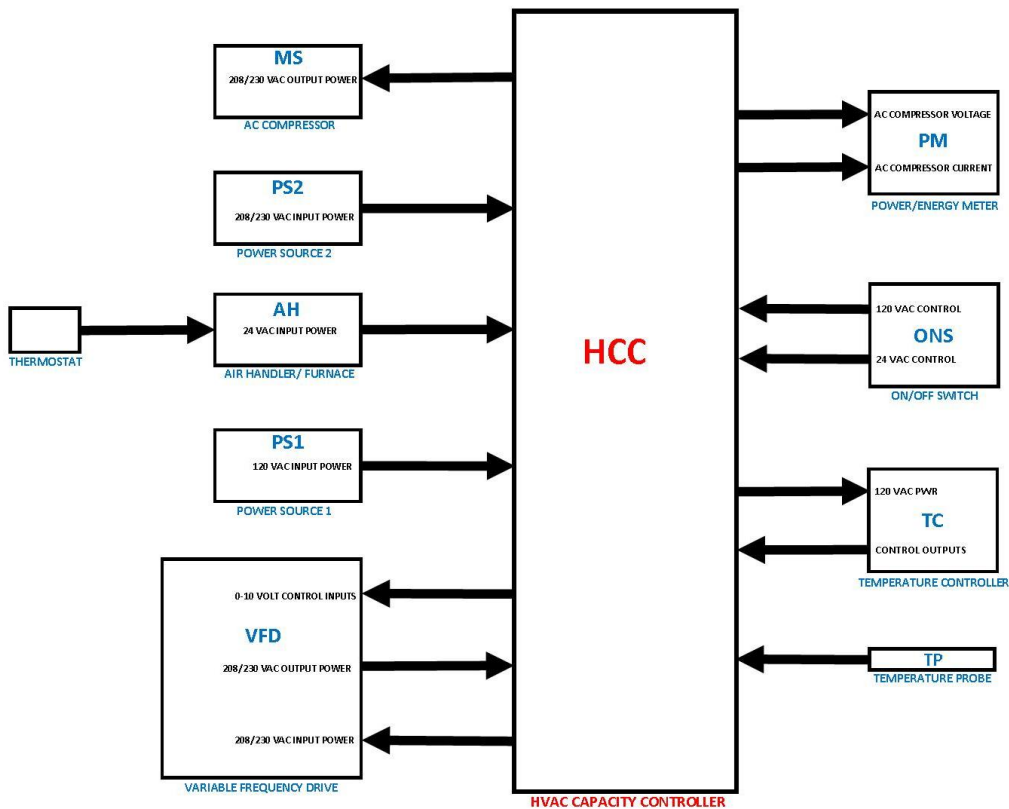 MS
208/230 VAC OUTPUT POWER
AC COMPRESSOR
PS2
208/230 VAC INPUT POWER
POWER SOURCE 2
THERMOSTAT
AH
24 VAC INPUT POWER
AIR HANDLER/ FURNACE
PS1
120 VAC INPUT POWER
POWER SOURCE 1
0-10 VOLT CONTROL INPUTS
VFD
208/230 VAC OUTPUT POWER
208/230 VAC INPUT POWER
VARIABLE FREQUENCY DRIVE
HCC
HVAC CAPACITY CONTROLLER
AC COMPRESSOR VOLTAGE
PM
AC COMPRESSOR CURRENT
POWER/ENERGY METER
120 VAC CONTROL
ONS
24 VAC CONTROL
ON/OFF SWITCH
120 VAC PWR
TC
CONTROL OUTPUTS
TEMPERATURE CONTROLLER
TP
TEMPERATURE PROBE